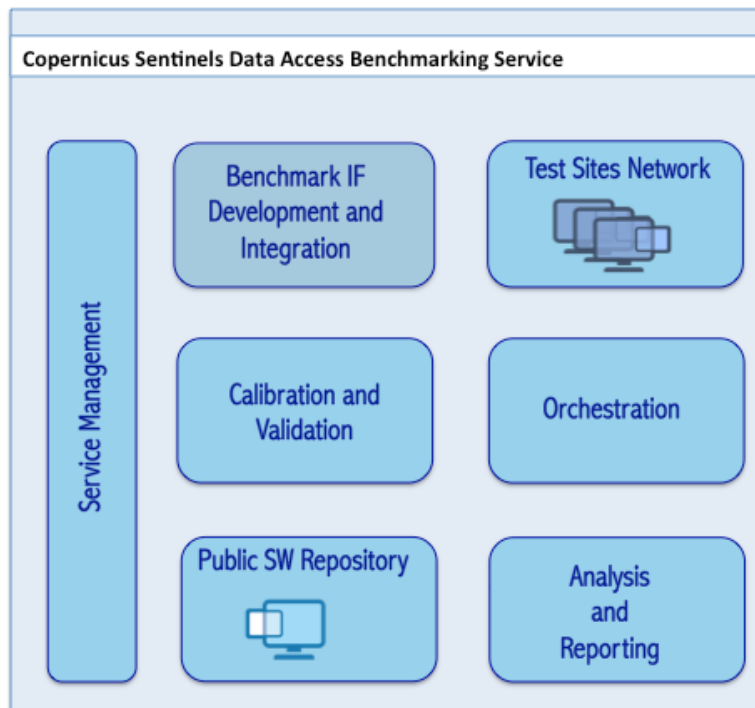 Copernicus Sentinels Data Access Benchmarking Service
Service Management
Benchmark IF
Development and
Integration
Test Sites Network
Calibration and
Validation
Orchestration
Public SW Repository
Analysis
and
Reporting